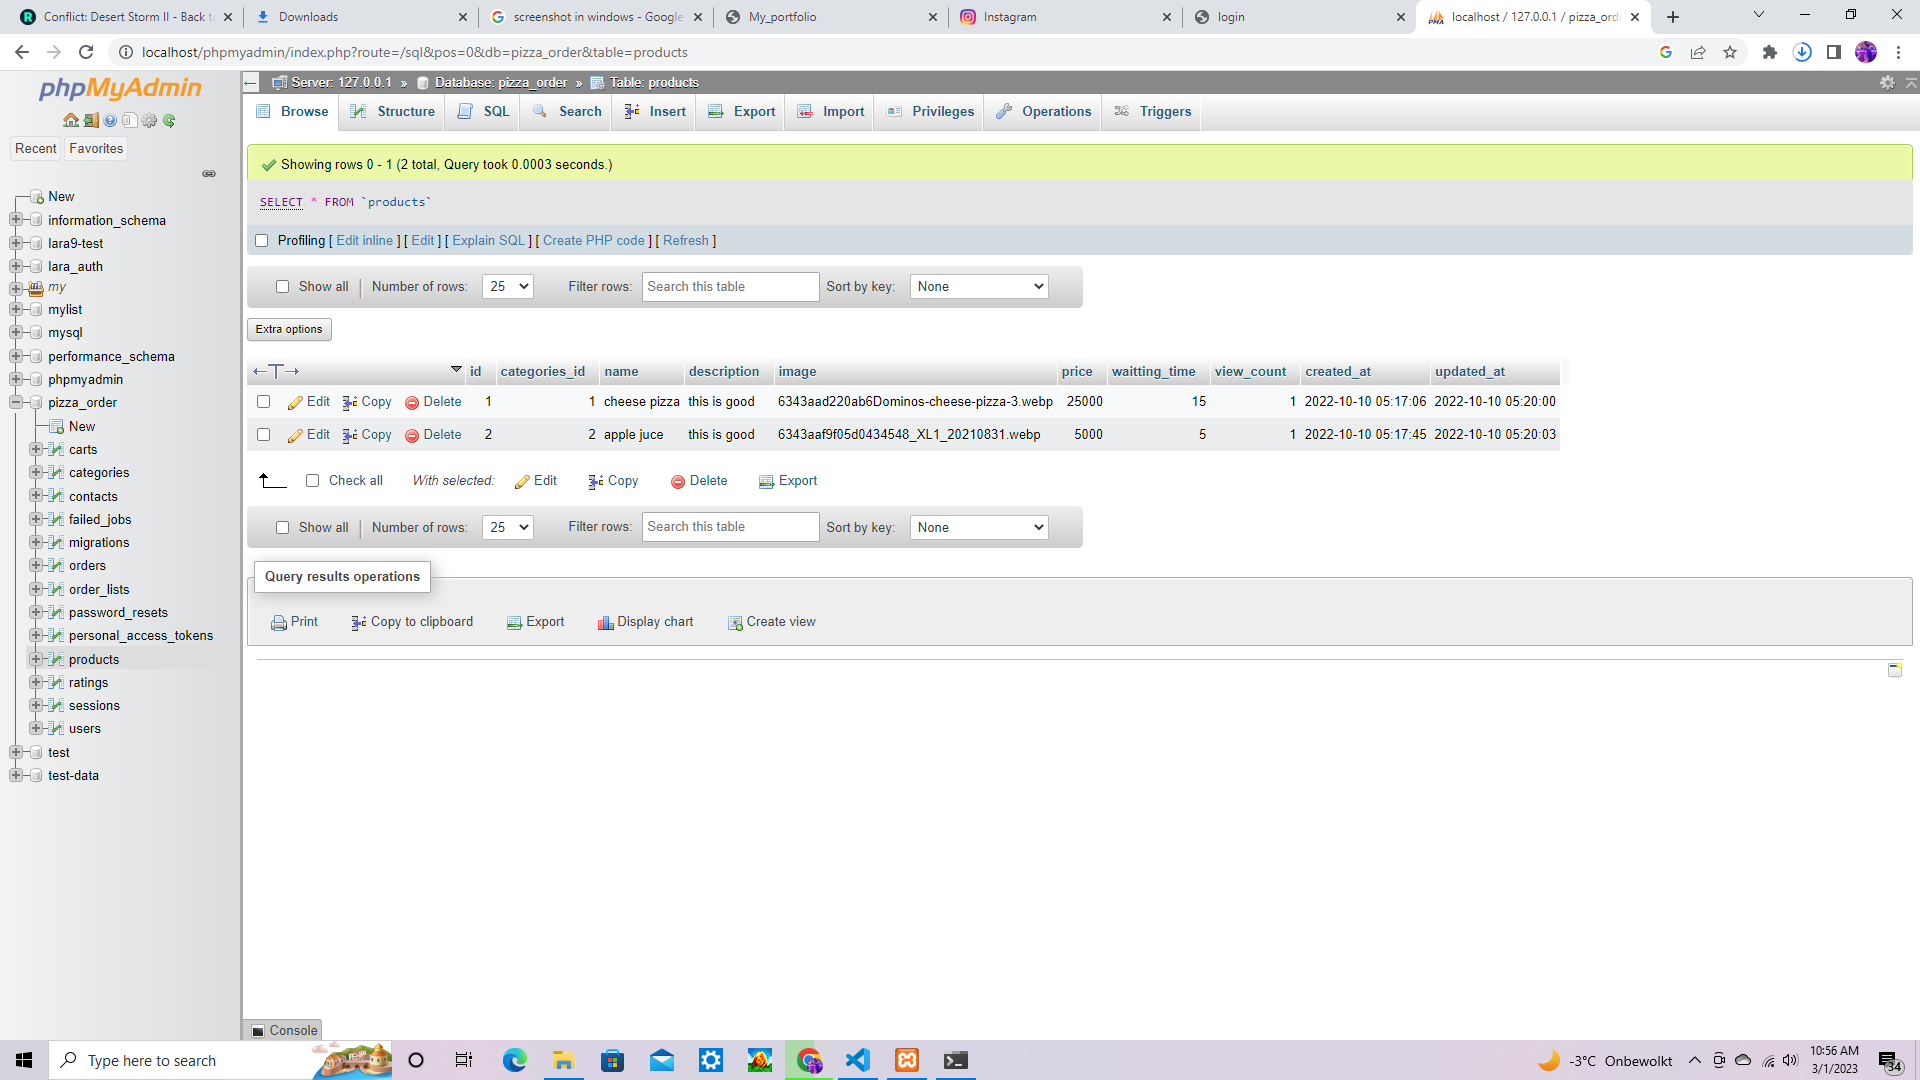 Conflict: Desert Storm II - Back t
Downloads
screenshot in windows - Google
My_portfolio
Instagram
login
localhost / 127.0.0.1 / pizza_ord
localhost/phpmyadmin/index.php?route=/sql&pos=0&db=pizza_order&table=products
phpMyAdmin
Recent
Favorites
New
information_schema
lara9-test
lara_auth
my
mylist
mysql
performance_schema
phpmyadmin
pizza_order
New
carts
categories
contacts
failed_jobs
migrations
orders
order_lists
password_resets
personal_access_tokens
products
ratings
sessions
users
test
test-data
Server: 127.0.0.1 » Database: pizza_order » Table: products
Browse Structure SQL Search Insert Export Import Privileges Operations Triggers
Showing rows 0 - 1 (2 total, Query took 0.0003 seconds.)
SELECT * FROM `products`
Profiling [ Edit inline ] [ Edit ] [ Explain SQL ] [ Create PHP code ] [ Refresh ]
Show all Number of rows: 25 Filter rows: Search this table Sort by key: None
Extra options
id categories_id name description image price waitting_time view_count created_at updated_at
Edit Copy Delete 1 1 cheese pizza this is good 6343aad220ab6Dominos-cheese-pizza-3.webp 25000 15 1 2022-10-10 05:17:06 2022-10-10 05:20:00
Edit Copy Delete 2 2 apple juce this is good 6343aaf9f05d0434548_XL1_20210831.webp 5000 5 1 2022-10-10 05:17:45 2022-10-10 05:20:03
Check all With selected: Edit Copy Delete Export
Show all Number of rows: 25 Filter rows: Search this table Sort by key: None
Query results operations
Print Copy to clipboard Export Display chart Create view
Console
Type here to search
-3°C Onbewolkt
10:56 AM
3/1/2023
34